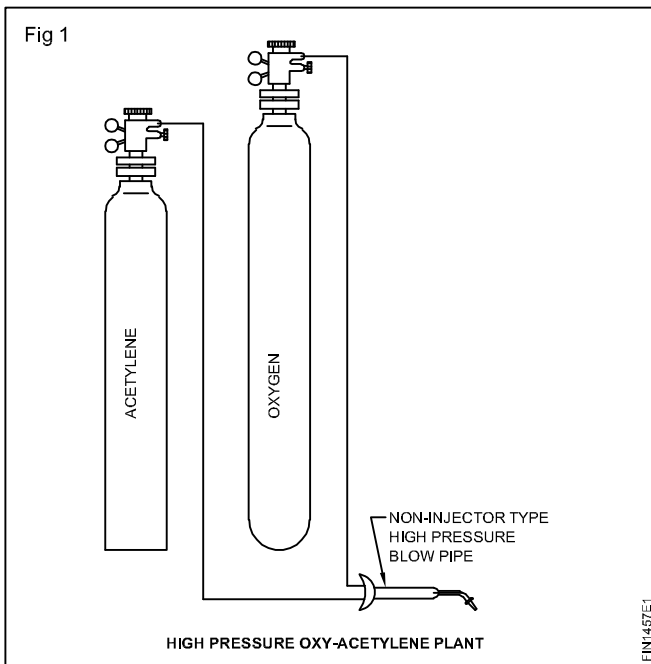 Fig 1
ACETYLENE
OXYGEN
NON-INJECTOR TYPE
HIGH PRESSURE
BLOW PIPE
HIGH PRESSURE OXY-ACETYLENE PLANT
FIN1457E1